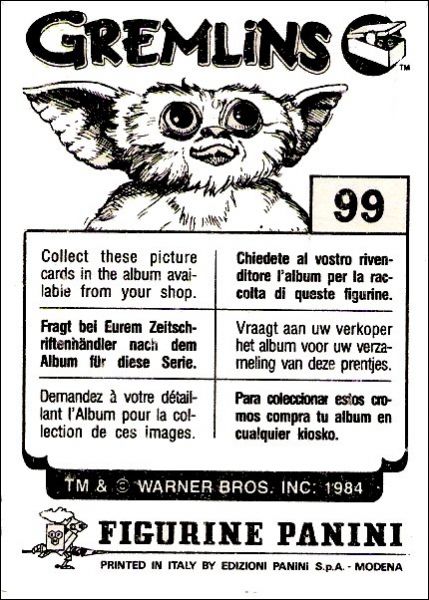 GREMLINS
TM
99
Collect these picture
cards in the album avai-
lable from your shop.
Chiedete al vostro riven-
ditore l'album per la rac-
colta di queste figurine.
Fragt bei Eurem Zeitsch-
riftenhändler nach dem
Album für diese Serie.
Vraagt aan uw verkoper
het album voor uw verza-
meling van deze prentjes.
Demandez à votre détail-
lant l'Album pour la col-
lection de ces images.
Para coleccionar estos cro-
mos compra tu album en
cualquier kiosko.
TM & © WARNER BROS. INC. 1984
FIGURINE PANINI
PRINTED IN ITALY BY EDIZIONI PANINI S.p.A. - MODENA